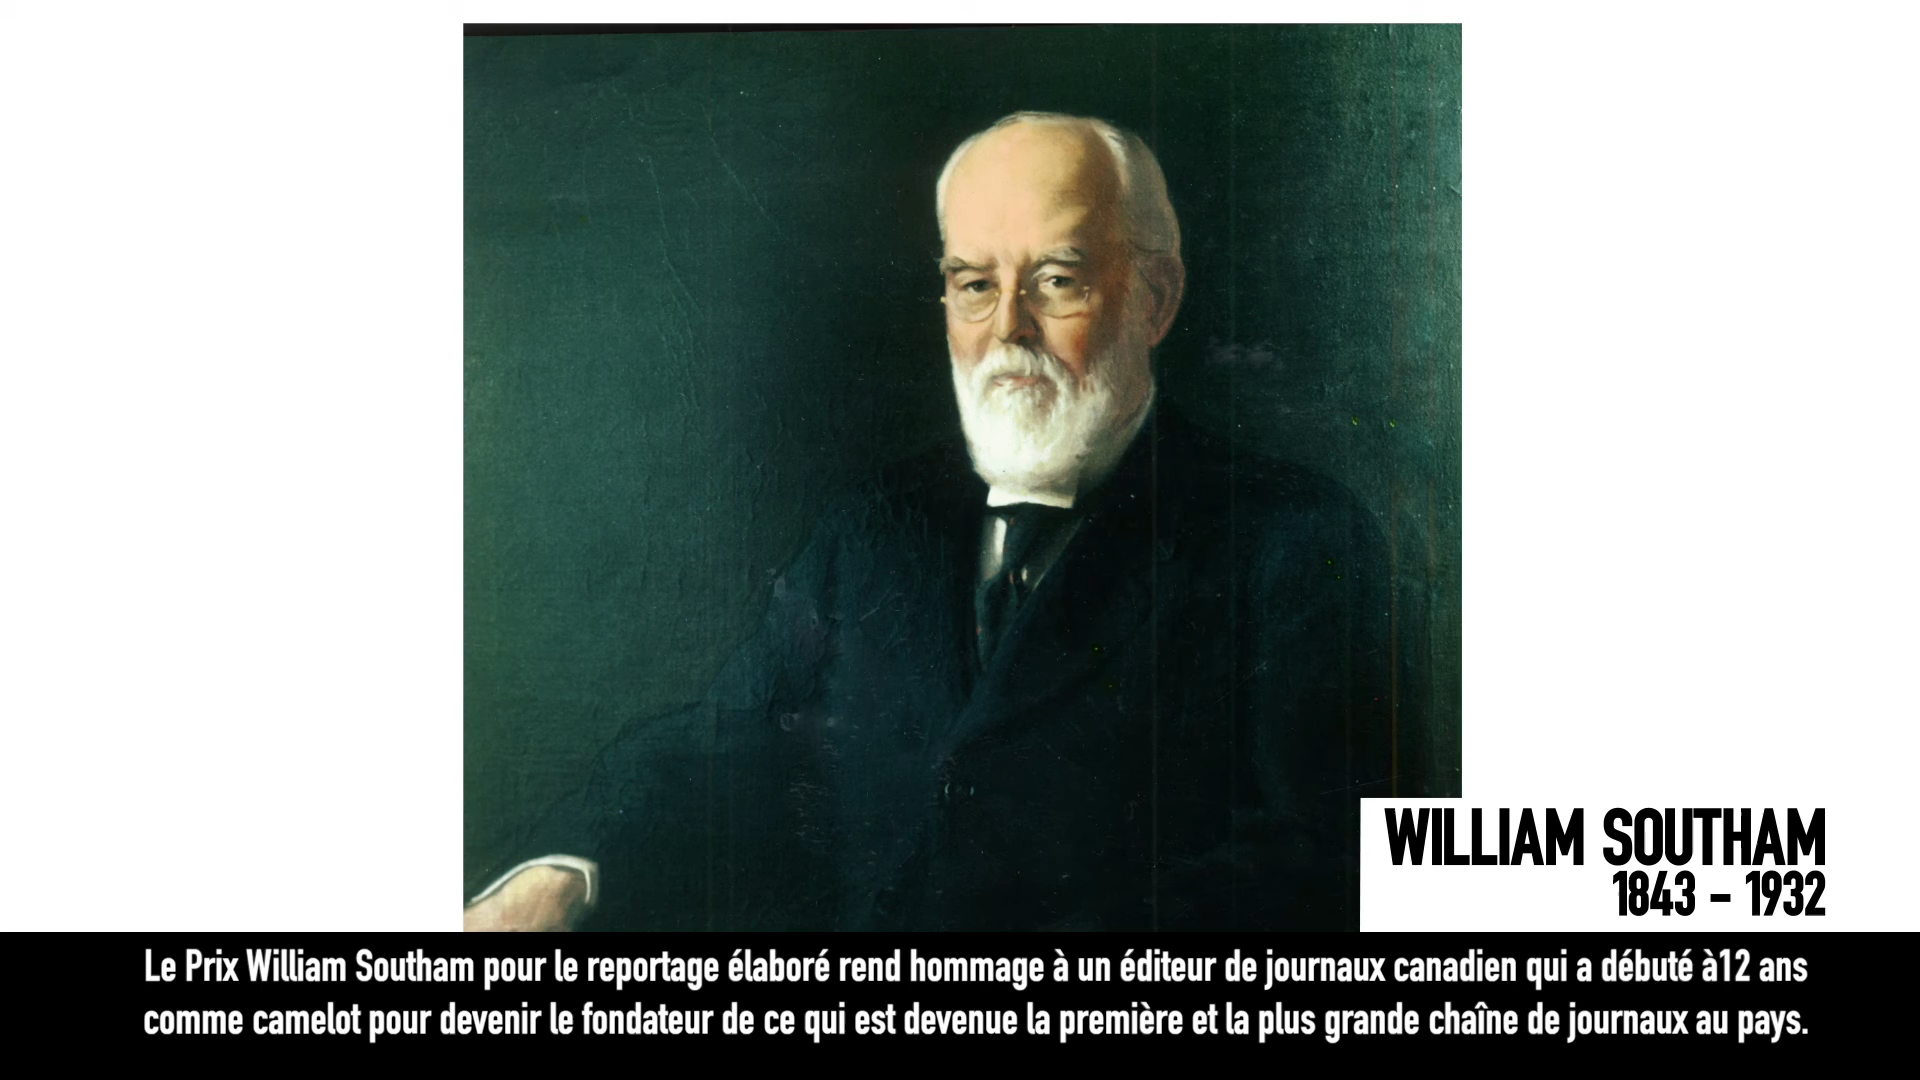 WILLIAM SOUTHAM
1843 – 1932
Le Prix William Southam pour le reportage élaboré rend hommage à un éditeur de journaux canadien qui a débuté à12 ans
comme camelot pour devenir le fondateur de ce qui est devenue la première et la plus grande chaîne de journaux au pays.